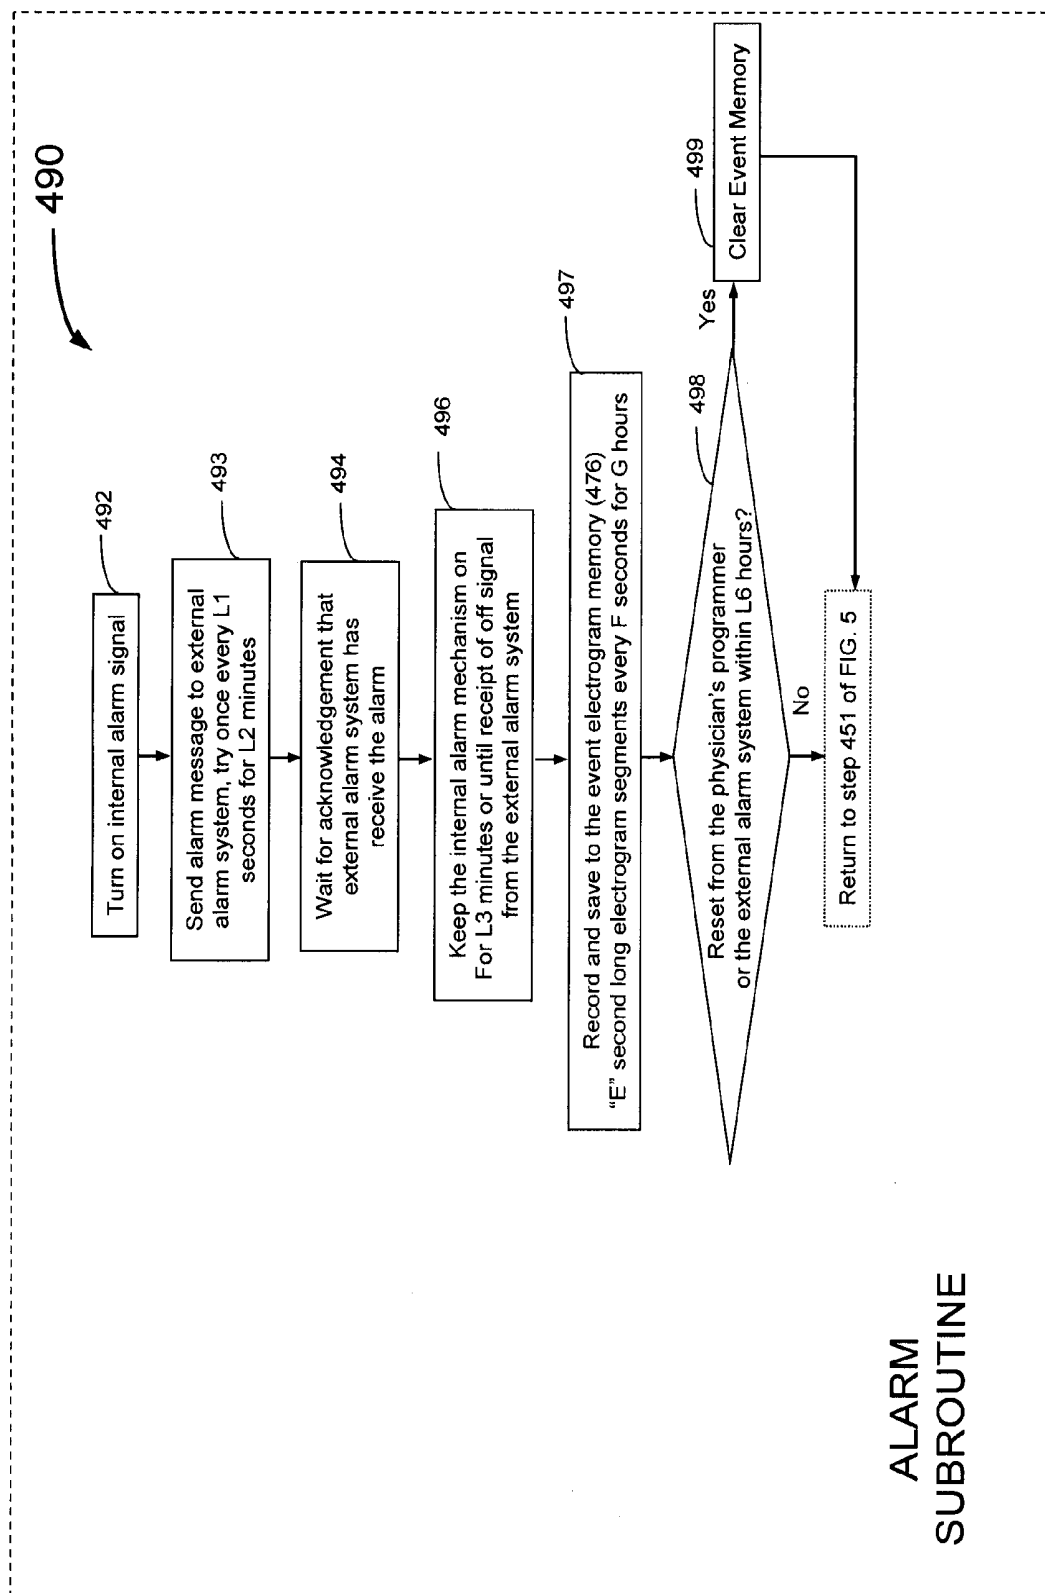 490
492
Turn on internal alarm signal
493
Send alarm message to external
alarm system, try once every L1
seconds for L2 minutes
494
Wait for acknowledgement that
external alarm system has
receive the alarm
496
Keep the internal alarm mechanism on
For L3 minutes or until receipt of off signal
from the external alarm system
497
Record and save to the event electrogram memory (476)
“E” second long electrogram segments every F seconds for G hours
498
Reset from the physician's programmer
or the external alarm system within L6 hours?
Yes
499
Clear Event Memory
No
Return to step 451 of FIG. 5
ALARM
SUBROUTINE